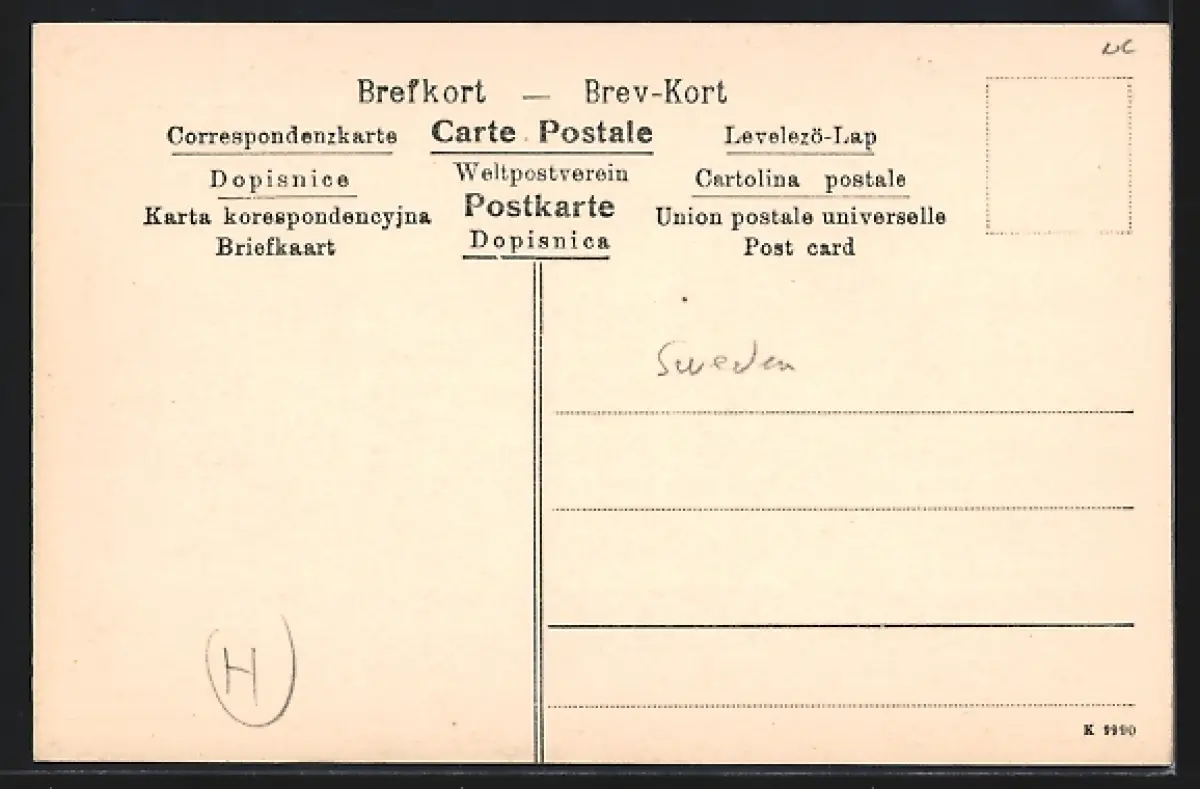 Brefkort — Brev-Kort
Correspondenzkarte Carte Postale Levelezö-Lap
Dopisnice Weltpostverein Cartolina postale
Karta korespondencyjna Postkarte Union postale universelle
Briefkaart Dopisnica Post card
Sweden
H
K 9990